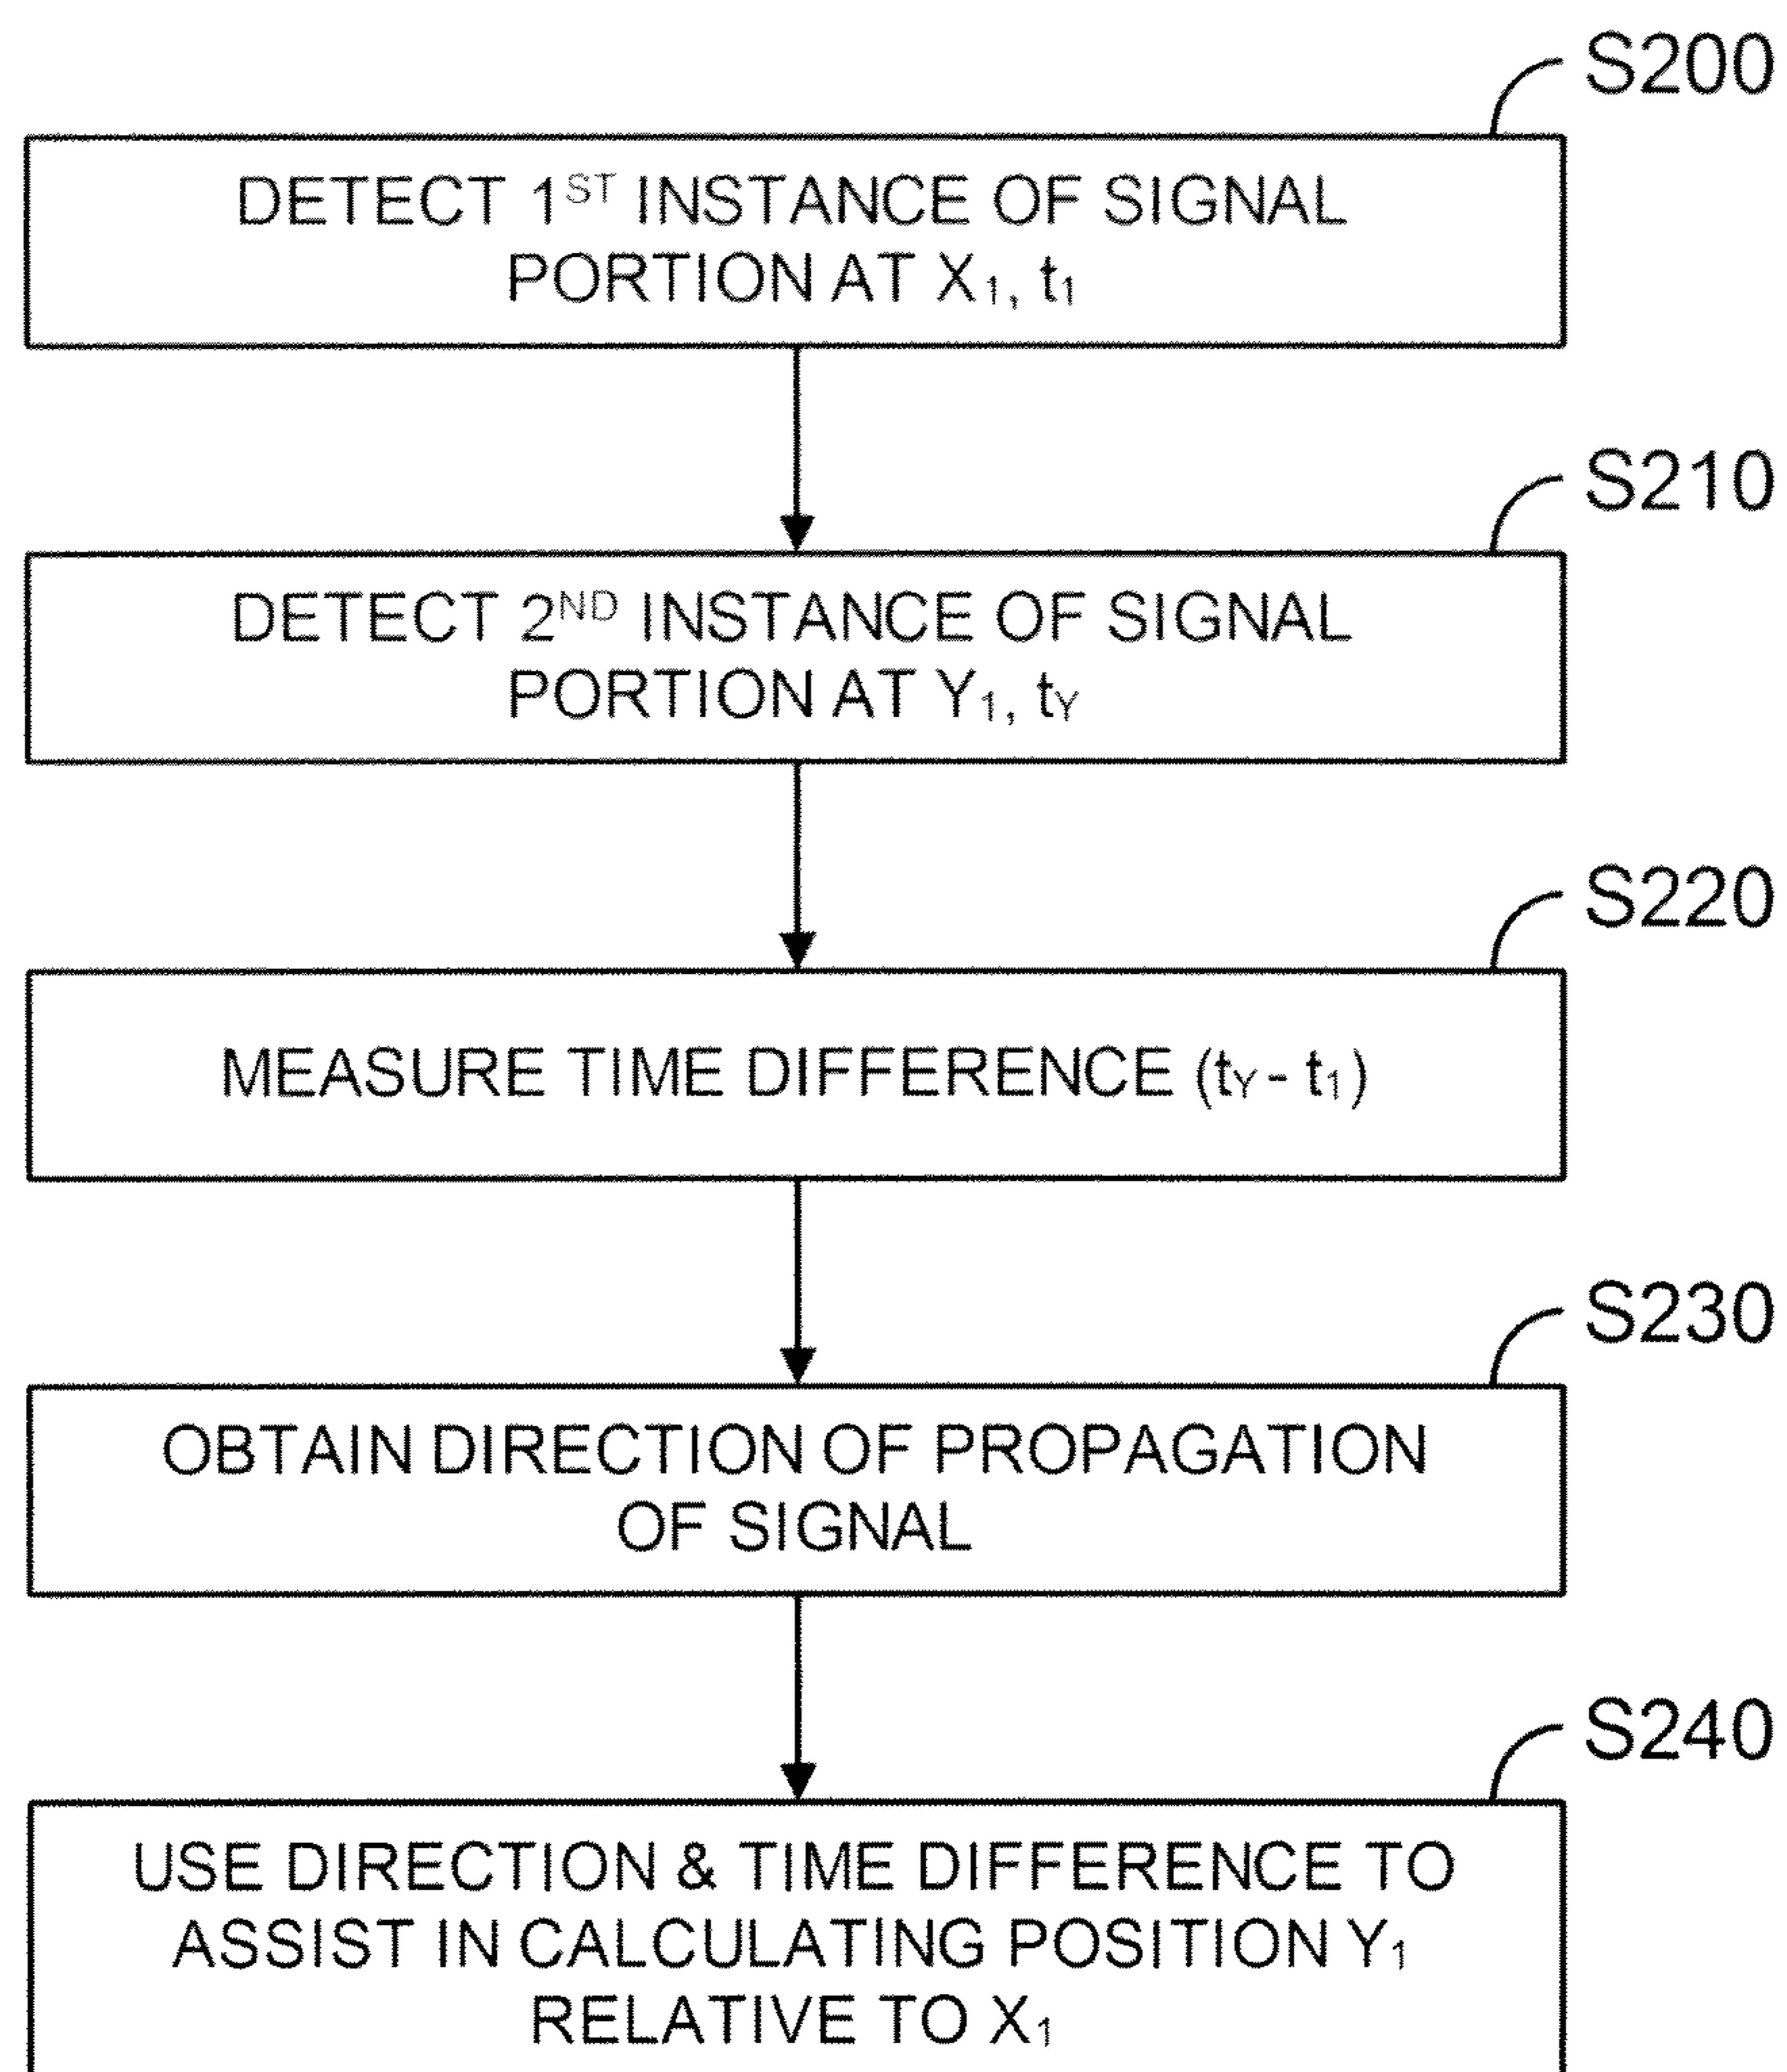 S200
DETECT 1ST INSTANCE OF SIGNAL
PORTION AT X1, t1
S210
DETECT 2ND INSTANCE OF SIGNAL
PORTION AT Y1, tY
S220
MEASURE TIME DIFFERENCE (tY - t1)
S230
OBTAIN DIRECTION OF PROPAGATION
OF SIGNAL
S240
USE DIRECTION & TIME DIFFERENCE TO
ASSIST IN CALCULATING POSITION Y1
RELATIVE TO X1